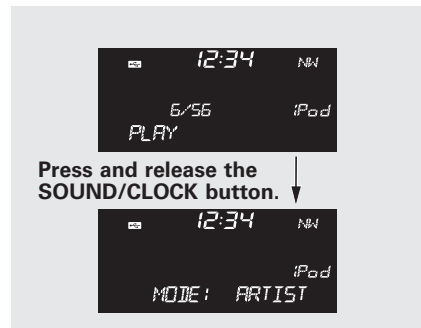 12:34 NW
6/56 iPod
PLAY
Press and release the
SOUND/CLOCK button.
12:34 NW
iPod
MODE: ARTIST